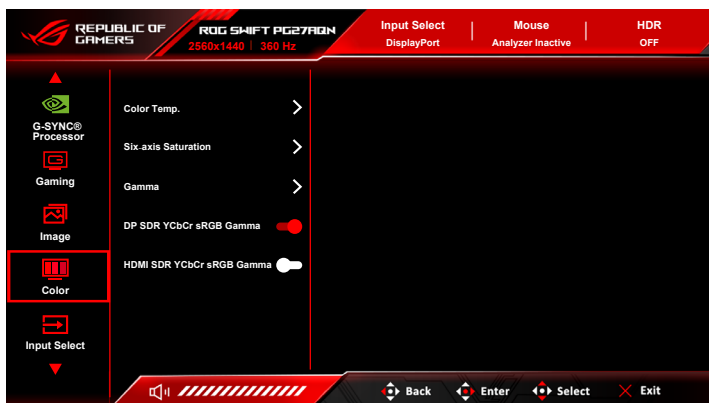 REPUBLIC OF
GAMERS
ROG SWIFT PG27AQN
2560x1440 | 360 Hz
Input Select
DisplayPort
Mouse
Analyzer Inactive
HDR
OFF
G-SYNC®
Processor
Gaming
Image
Color
Input Select
Color Temp.
Six-axis Saturation
Gamma
DP SDR YCbCr sRGB Gamma
HDMI SDR YCbCr sRGB Gamma
Back
Enter
Select
Exit